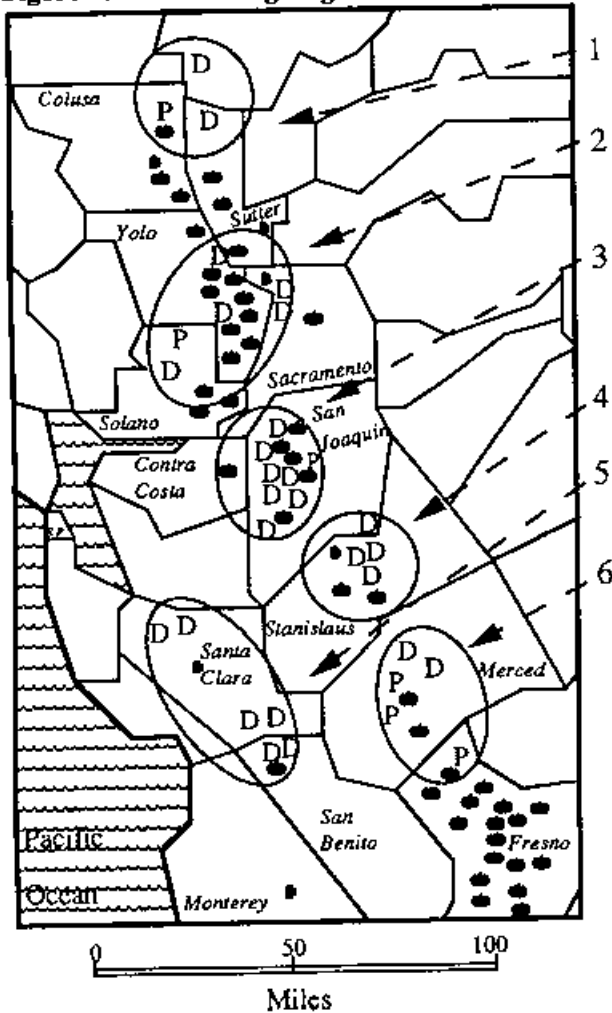 1
D
Colusa
P
D
2
Sutter
Yolo
D
3
D
D
D
P
D
Sacramento
4
San
Joaquin
Solano
D
D
Contra
Costa
P
D
D
D
D
D
5
D
D
D
D
6
Stanislaus
D
D
Santa
Clara
D
D
Merced
P
P
D
D
D
D
P
San
Benito
Fresno
Pacific
Ocean
Monterey
0 50 100
Miles